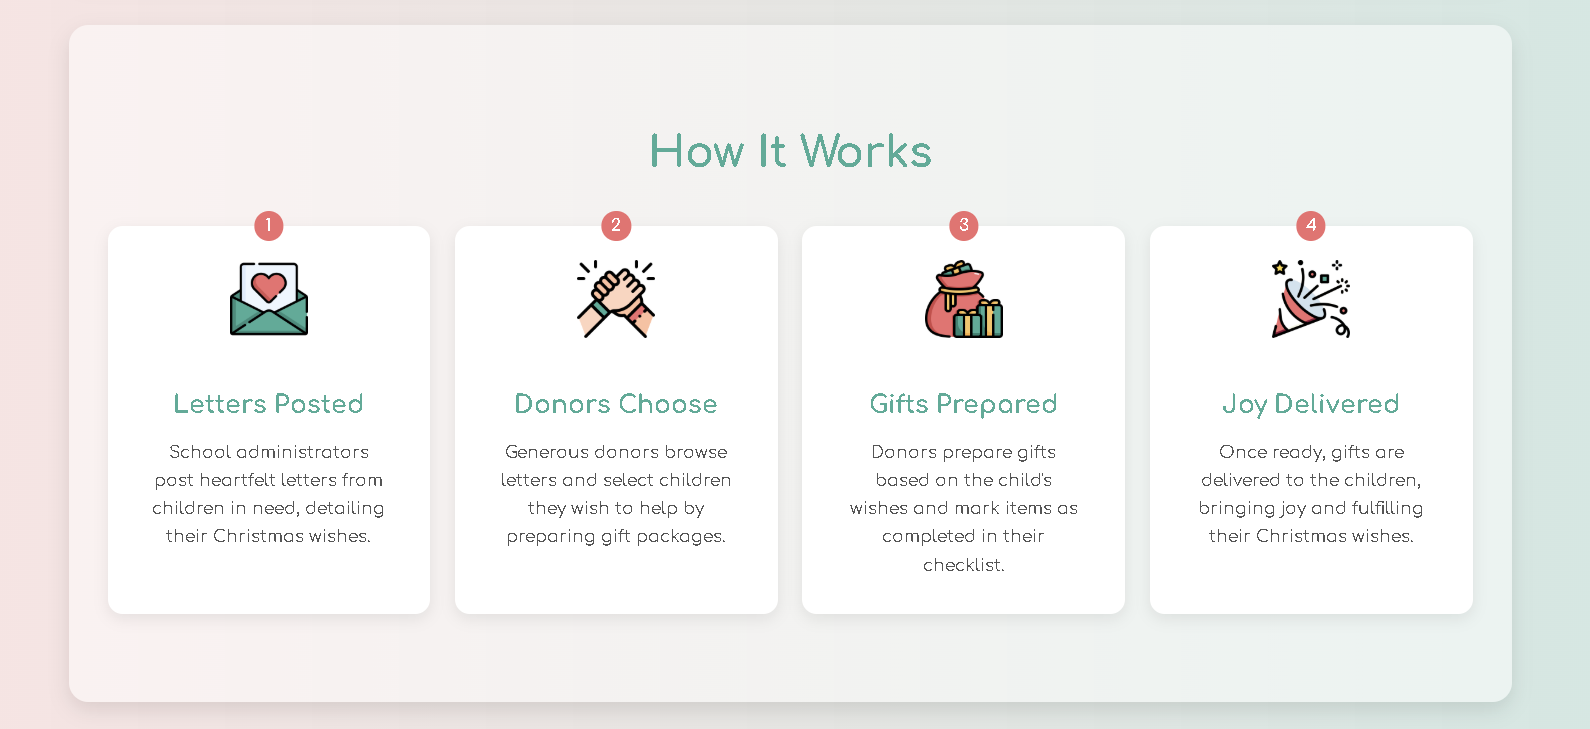 How It Works
1
Letters Posted
School administrators
post heartfelt letters from
children in need, detailing
their Christmas wishes.
2
Donors Choose
Generous donors browse
letters and select children
they wish to help by
preparing gift packages.
3
Gifts Prepared
Donors prepare gifts
based on the child's
wishes and mark items as
completed in their
checklist.
4
Joy Delivered
Once ready, gifts are
delivered to the children,
bringing joy and fulfilling
their Christmas wishes.